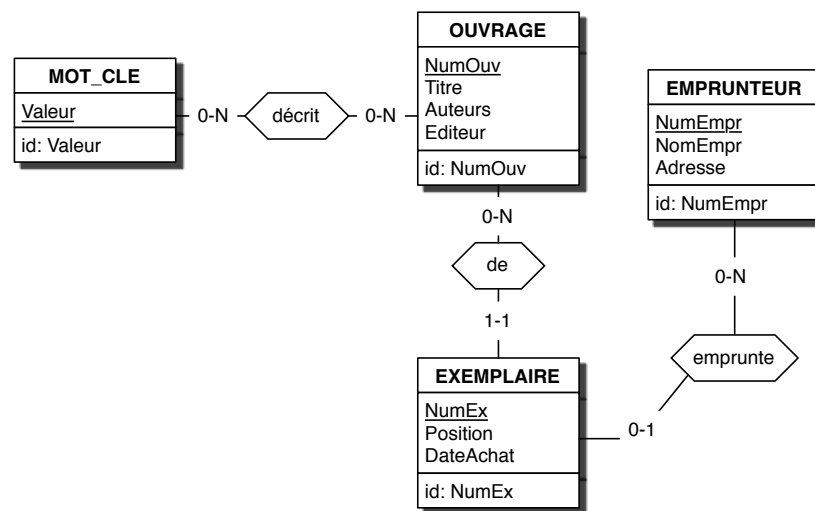 OUVRAGE
NumOuv
Titre
Auteurs
Editeur
id: NumOuv
MOT_CLE
Valeur
id: Valeur
0-N
décrit
0-N
EMPRUNTEUR
NumEmpr
NomEmpr
Adresse
id: NumEmpr
0-N
de
1-1
0-N
emprunte
0-1
EXEMPLAIRE
NumEx
Position
DateAchat
id: NumEx